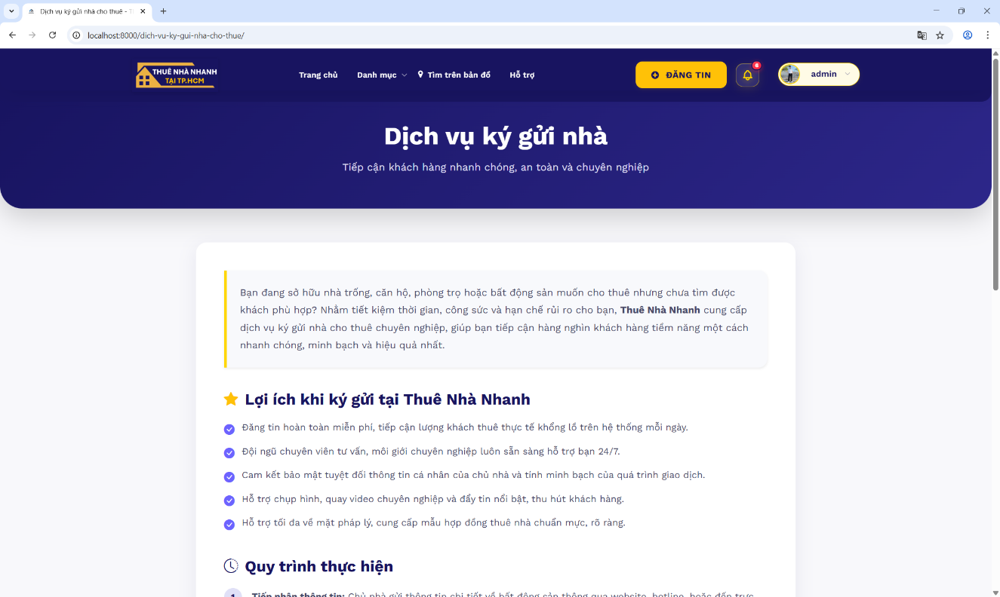 Dịch vụ ký gửi nhà cho thuê - T
localhost:8000/dich-vu-ky-gui-nha-cho-thue/
THUÊ NHÀ NHANH
TẠI TP.HCM
Trang chủ
Danh mục
Tìm trên bản đồ
Hỗ trợ
ĐĂNG TIN
6
admin
Dịch vụ ký gửi nhà
Tiếp cận khách hàng nhanh chóng, an toàn và chuyên nghiệp
Bạn đang sở hữu nhà trống, căn hộ, phòng trọ hoặc bất động sản muốn cho thuê nhưng chưa tìm được
khách phù hợp? Nhằm tiết kiệm thời gian, công sức và hạn chế rủi ro cho bạn, Thuê Nhà Nhanh cung cấp
dịch vụ ký gửi nhà cho thuê chuyên nghiệp, giúp bạn tiếp cận hàng nghìn khách hàng tiềm năng một cách
nhanh chóng, minh bạch và hiệu quả nhất.
Lợi ích khi ký gửi tại Thuê Nhà Nhanh
Đăng tin hoàn toàn miễn phí, tiếp cận lượng khách thuê thực tế khổng lồ trên hệ thống mỗi ngày.
Đội ngũ chuyên viên tư vấn, môi giới chuyên nghiệp luôn sẵn sàng hỗ trợ bạn 24/7.
Cam kết bảo mật tuyệt đối thông tin cá nhân của chủ nhà và tính minh bạch của quá trình giao dịch.
Hỗ trợ chụp hình, quay video chuyên nghiệp và đẩy tin nổi bật, thu hút khách hàng.
Hỗ trợ tối đa về mặt pháp lý, cung cấp mẫu hợp đồng thuê nhà chuẩn mực, rõ ràng.
Quy trình thực hiện
1 Tiếp nhận thông tin: Chủ nhà gửi thông tin chi tiết về bất động sản thông qua website, hotline, hoặc đến trực